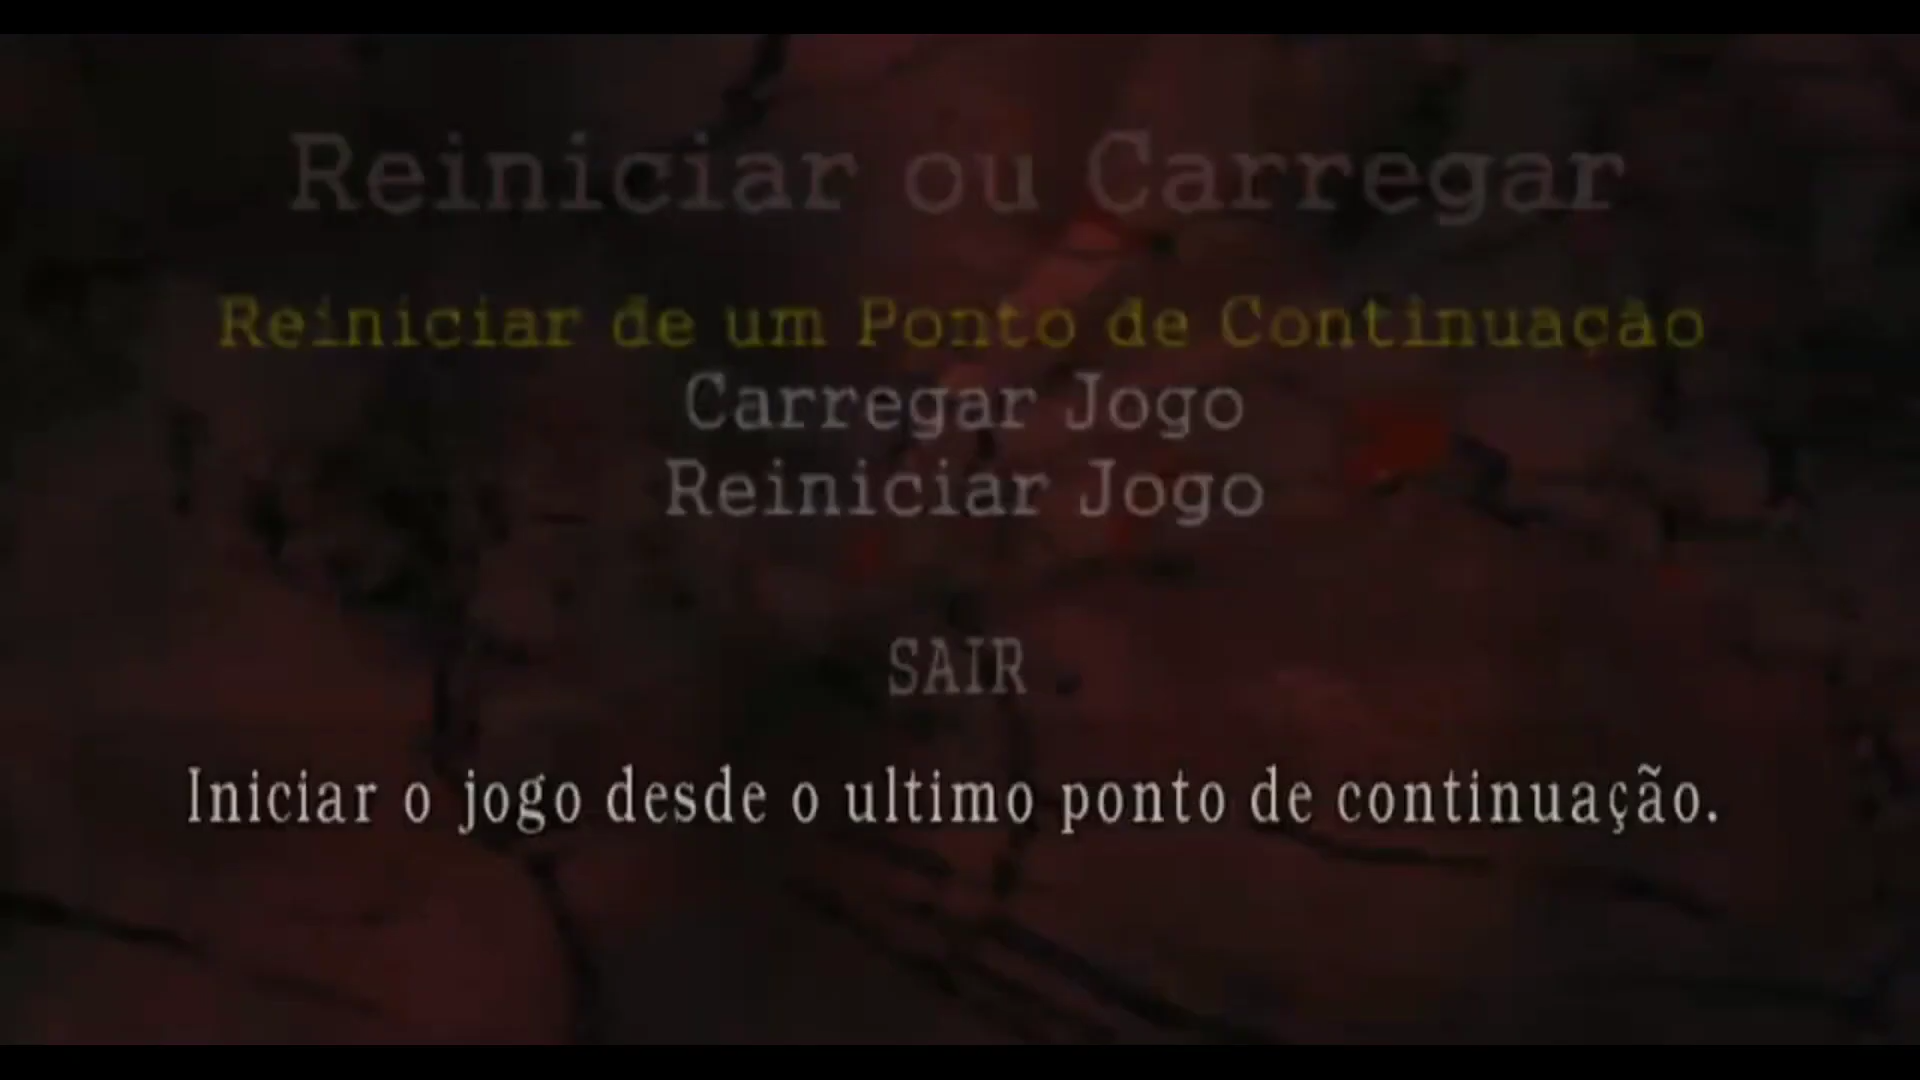 Reiniciar ou Carregar
Reiniciar de um Ponto de Continuação
Carregar Jogo
Reiniciar Jogo
SAIR
Iniciar o jogo desde o ultimo ponto de continuação.